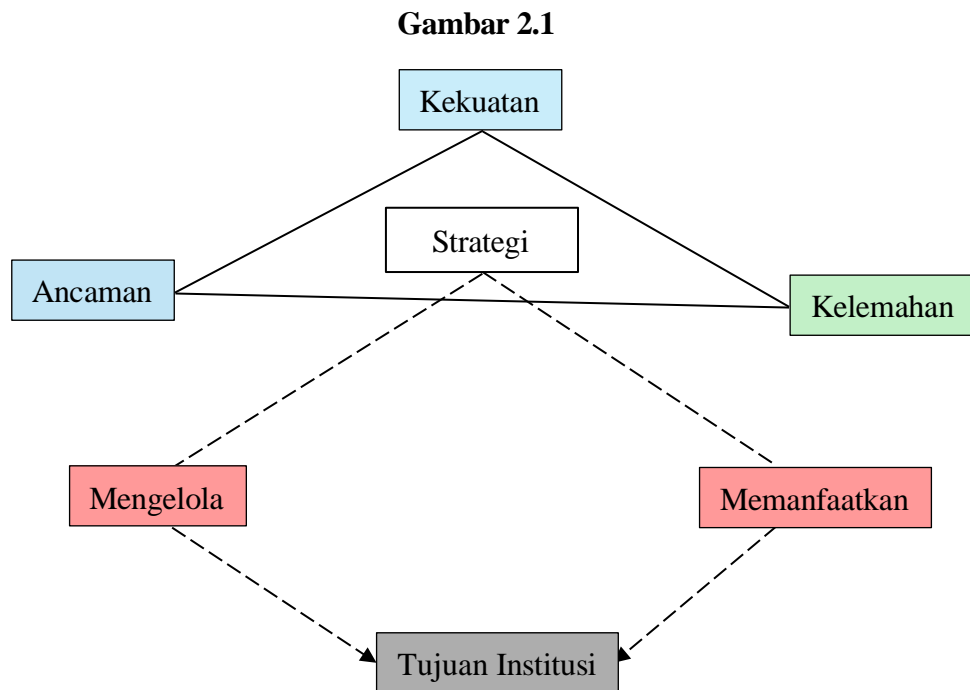 Gambar 2.1
Kekuatan
Strategi
Ancaman
Kelemahan
Mengelola
Memanfaatkan
Tujuan Institusi